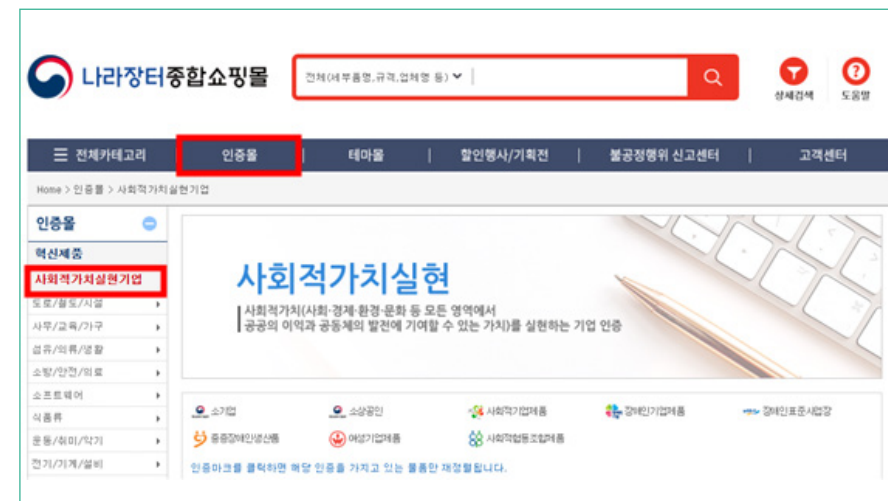 나라장터종합쇼핑몰
전체(세부품명,규격,업체명 등)
상세검색
도움말
전체카테고리 | 인증몰 | 테마몰 | 할인행사/기획전 | 불공정행위 신고센터 | 고객센터
Home > 인증몰 > 사회적가치실현기업
인증몰
혁신제품
사회적가치실현기업
도로/철도/시설
사무/교육/가구
섬유/의류/생활
소방/안전/의료
소프트웨어
식품류
운동/취미/악기
전기/기계/설비
사회적가치실현
사회적가치(사회·경제·환경·문화 등 모든 영역에서
공공의 이익과 공동체의 발전에 기여할 수 있는 가치)를 실현하는 기업 인증
소기업 소상공인 사회적기업제품 장애인기업제품 장애인표준사업장
중증장애인생산품 여성기업제품 사회적협동조합제품
인증마크를 클릭하면 해당 인증을 가지고 있는 물품만 재정렬됩니다.